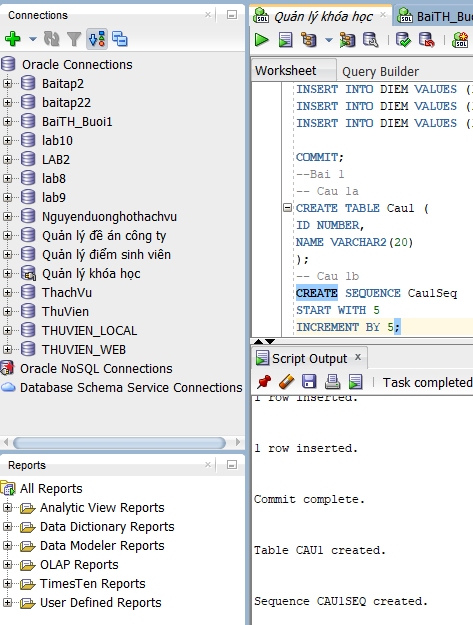 Connections
Oracle Connections
Baitap2
baitap22
BaiTH_Buoi1
lab10
LAB2
lab8
lab9
Nguyenduonghothachvu
Quản lý đề án công ty
Quản lý điểm sinh viên
Quản lý khóa học
ThachVu
ThuVien
THUVIEN_LOCAL
THUVIEN_WEB
Oracle NoSQL Connections
Database Schema Service Connections
Reports
All Reports
Analytic View Reports
Data Dictionary Reports
Data Modeler Reports
OLAP Reports
TimesTen Reports
User Defined Reports
Quản lý khóa học
BaiTH_Buo
Worksheet
Query Builder
INSERT INTO DIEM VALUES (
INSERT INTO DIEM VALUES (
INSERT INTO DIEM VALUES (
COMMIT;
--Bai 1
-- Cau 1a
CREATE TABLE Cau1 (
ID NUMBER,
NAME VARCHAR2(20)
);
-- Cau 1b
CREATE SEQUENCE Cau1Seq
START WITH 5
INCREMENT BY 5;
Script Output
Task completed
1 row inserted.
1 row inserted.
Commit complete.
Table CAU1 created.
Sequence CAU1SEQ created.